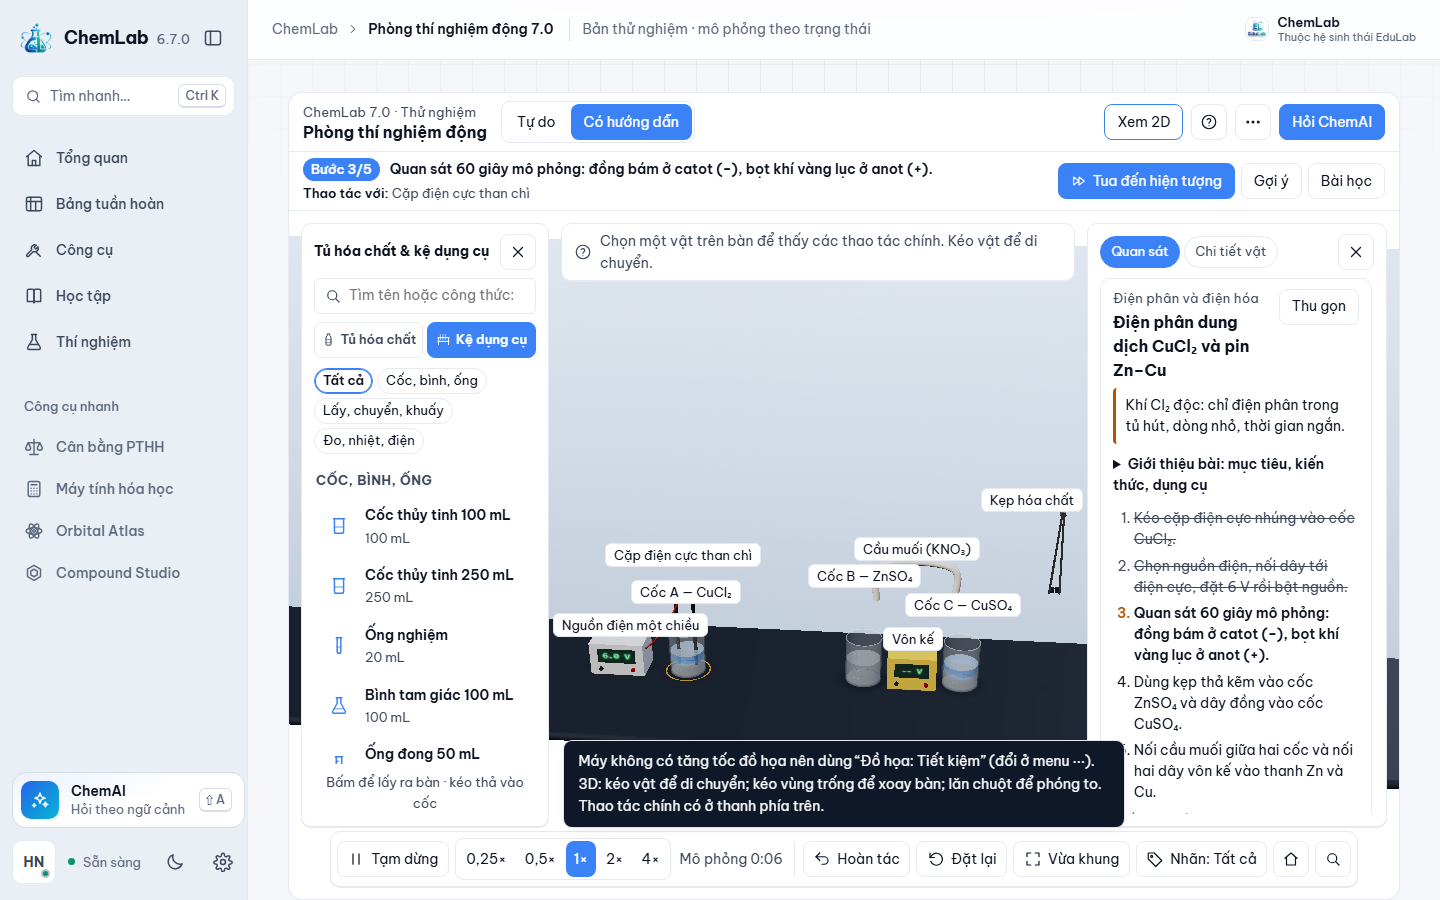 ChemLab 6.7.0
Tìm nhanh... Ctrl K
Tổng quan
Bảng tuần hoàn
Công cụ
Học tập
Thí nghiệm
Công cụ nhanh
Cân bằng PTHH
Máy tính hóa học
Orbital Atlas
Compound Studio
ChemAI
Hỏi theo ngữ cảnh
⇧A
HN
Sẵn sàng
ChemLab
Phòng thí nghiệm động 7.0
Bản thử nghiệm · mô phỏng theo trạng thái
ChemLab
Thuộc hệ sinh thái EduLab
ChemLab 7.0 · Thử nghiệm
Phòng thí nghiệm động
Tự do
Có hướng dẫn
Xem 2D
Hỏi ChemAI
Bước 3/5
Quan sát 60 giây mô phỏng: đồng bám ở catot (−), bọt khí vàng lục ở anot (+).
Thao tác với: Cặp điện cực than chì
Tua đến hiện tượng
Gợi ý
Bài học
Tủ hóa chất & kệ dụng cụ
Tìm tên hoặc công thức:
Tủ hóa chất
Kệ dụng cụ
Tất cả
Cốc, bình, ống
Lấy, chuyển, khuấy
Đo, nhiệt, điện
CỐC, BÌNH, ỐNG
Cốc thủy tinh 100 mL
100 mL
Cốc thủy tinh 250 mL
250 mL
Ống nghiệm
20 mL
Bình tam giác 100 mL
100 mL
Ống đong 50 mL
Bấm để lấy ra bàn · kéo thả vào
cốc
Chọn một vật trên bàn để thấy các thao tác chính. Kéo vật để di
chuyển.
Kẹp hóa chất
Cặp điện cực than chì
Cầu muối (KNO₃)
Cốc B — ZnSO₄
Cốc A — CuCl₂
Cốc C — CuSO₄
Nguồn điện một chiều
Vôn kế
6.0 V
-- V
Máy không có tăng tốc đồ họa nên dùng “Đồ họa: Tiết kiệm” (đổi ở menu ···).
3D: kéo vật để di chuyển; kéo vùng trống để xoay bàn; lăn chuột để phóng to.
Thao tác chính có ở thanh phía trên.
Quan sát
Chi tiết vật
Điện phân và điện hóa
Thu gọn
Điện phân dung
dịch CuCl₂ và pin
Zn–Cu
Khí Cl₂ độc: chỉ điện phân trong
tủ hút, dòng nhỏ, thời gian ngắn.
Giới thiệu bài: mục tiêu, kiến
thức, dụng cụ
1. Kéo cặp điện cực nhúng vào cốc
CuCl₂.
2. Chọn nguồn điện, nối dây tới
điện cực, đặt 6 V rồi bật nguồn.
3. Quan sát 60 giây mô phỏng:
đồng bám ở catot (−), bọt khí
vàng lục ở anot (+).
4. Dùng kẹp thả kẽm vào cốc
ZnSO₄ và dây đồng vào cốc
CuSO₄.
5. Nối cầu muối giữa hai cốc và nối
hai dây vôn kế vào thanh Zn và
Cu.
Tạm dừng
0,25×
0,5×
1×
2×
4×
Mô phỏng 0:06
Hoàn tác
Đặt lại
Vừa khung
Nhãn: Tất cả